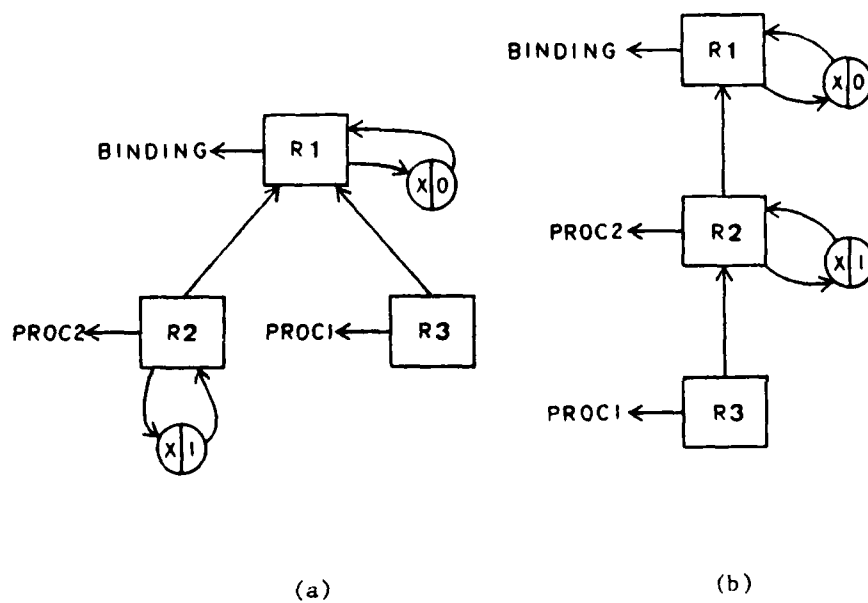 BINDING
R1
X 0
PROC2
R2
X 1
PROC1
R3
(a)
BINDING
R1
X 0
PROC2
R2
X 1
PROC1
R3
(b)